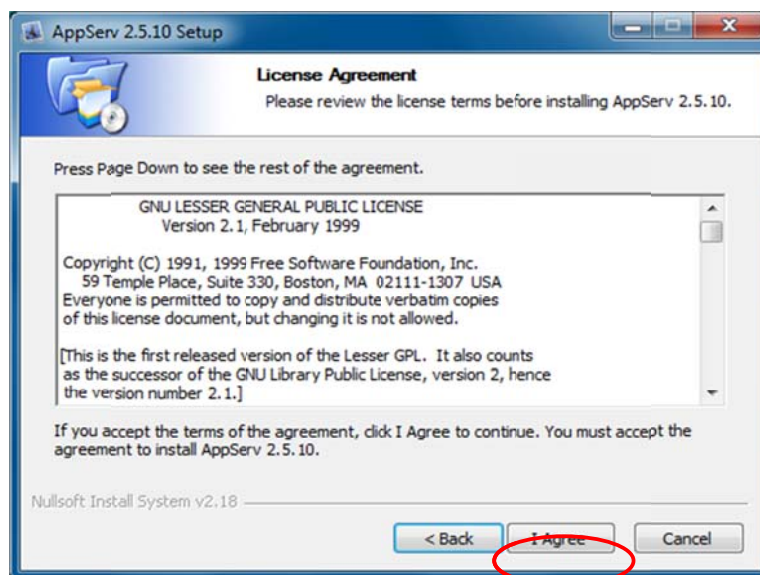 AppServ 2.5.10 Setup
License Agreement
Please review the license terms before installing AppServ 2.5.10.
Press Page Down to see the rest of the agreement.
GNU LESSER GENERAL PUBLIC LICENSE
Version 2.1, February 1999
Copyright (C) 1991, 1999 Free Software Foundation, Inc.
59 Temple Place, Suite 330, Boston, MA 02111-1307 USA
Everyone is permitted to copy and distribute verbatim copies
of this license document, but changing it is not allowed.
[This is the first released version of the Lesser GPL. It also counts
as the successor of the GNU Library Public License, version 2, hence
the version number 2.1.]
If you accept the terms of the agreement, click I Agree to continue. You must accept the
agreement to install AppServ 2.5.10.
Nullsoft Install System v2.18
< Back
I Agree
Cancel